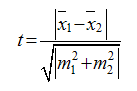 t = |x̄₁ − x̄₂| / √|m₁² + m₂²|